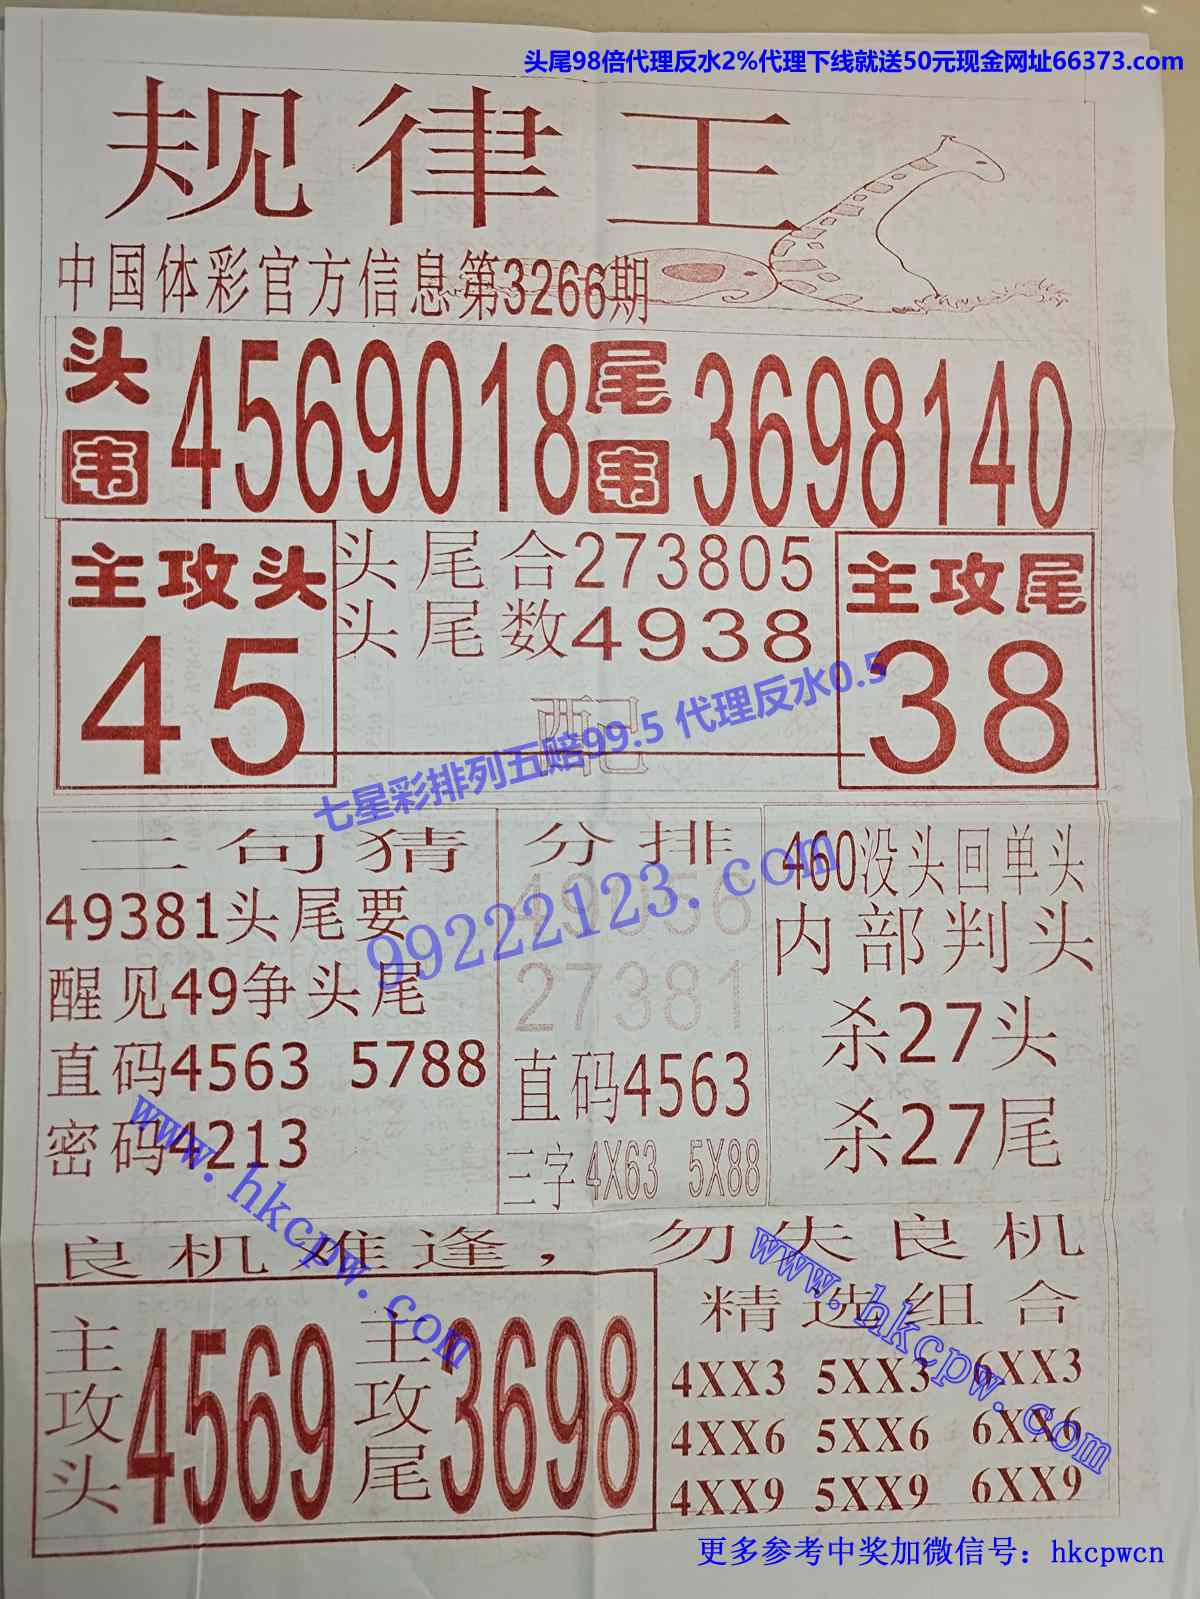 头尾98倍代理反水2%代理下线就送50元现金网址66373.com
规律王
中国体彩官方信息第3266期
头围4569018尾围3698140
主攻头
45
头尾合273805
头尾数4938
配
主攻尾
38
七星彩排列五赔99.5 代理反水0.5
99222123.com
二句猜
49381头尾要
醒见49争头尾
直码4563 5788
密码4213
分排
49356
27381
直码4563
三字4X63 5X88
460没头回单头
内部判头
杀27头
杀27尾
www.hkcpw.com
良机难逢，勿失良机
主攻头4569主攻尾3698
精选组合
4XX3 5XX3 6XX3
4XX6 5XX6 6XX6
4XX9 5XX9 6XX9
www.hkcpw.com
更多参考中奖加微信号：hkcpwcn